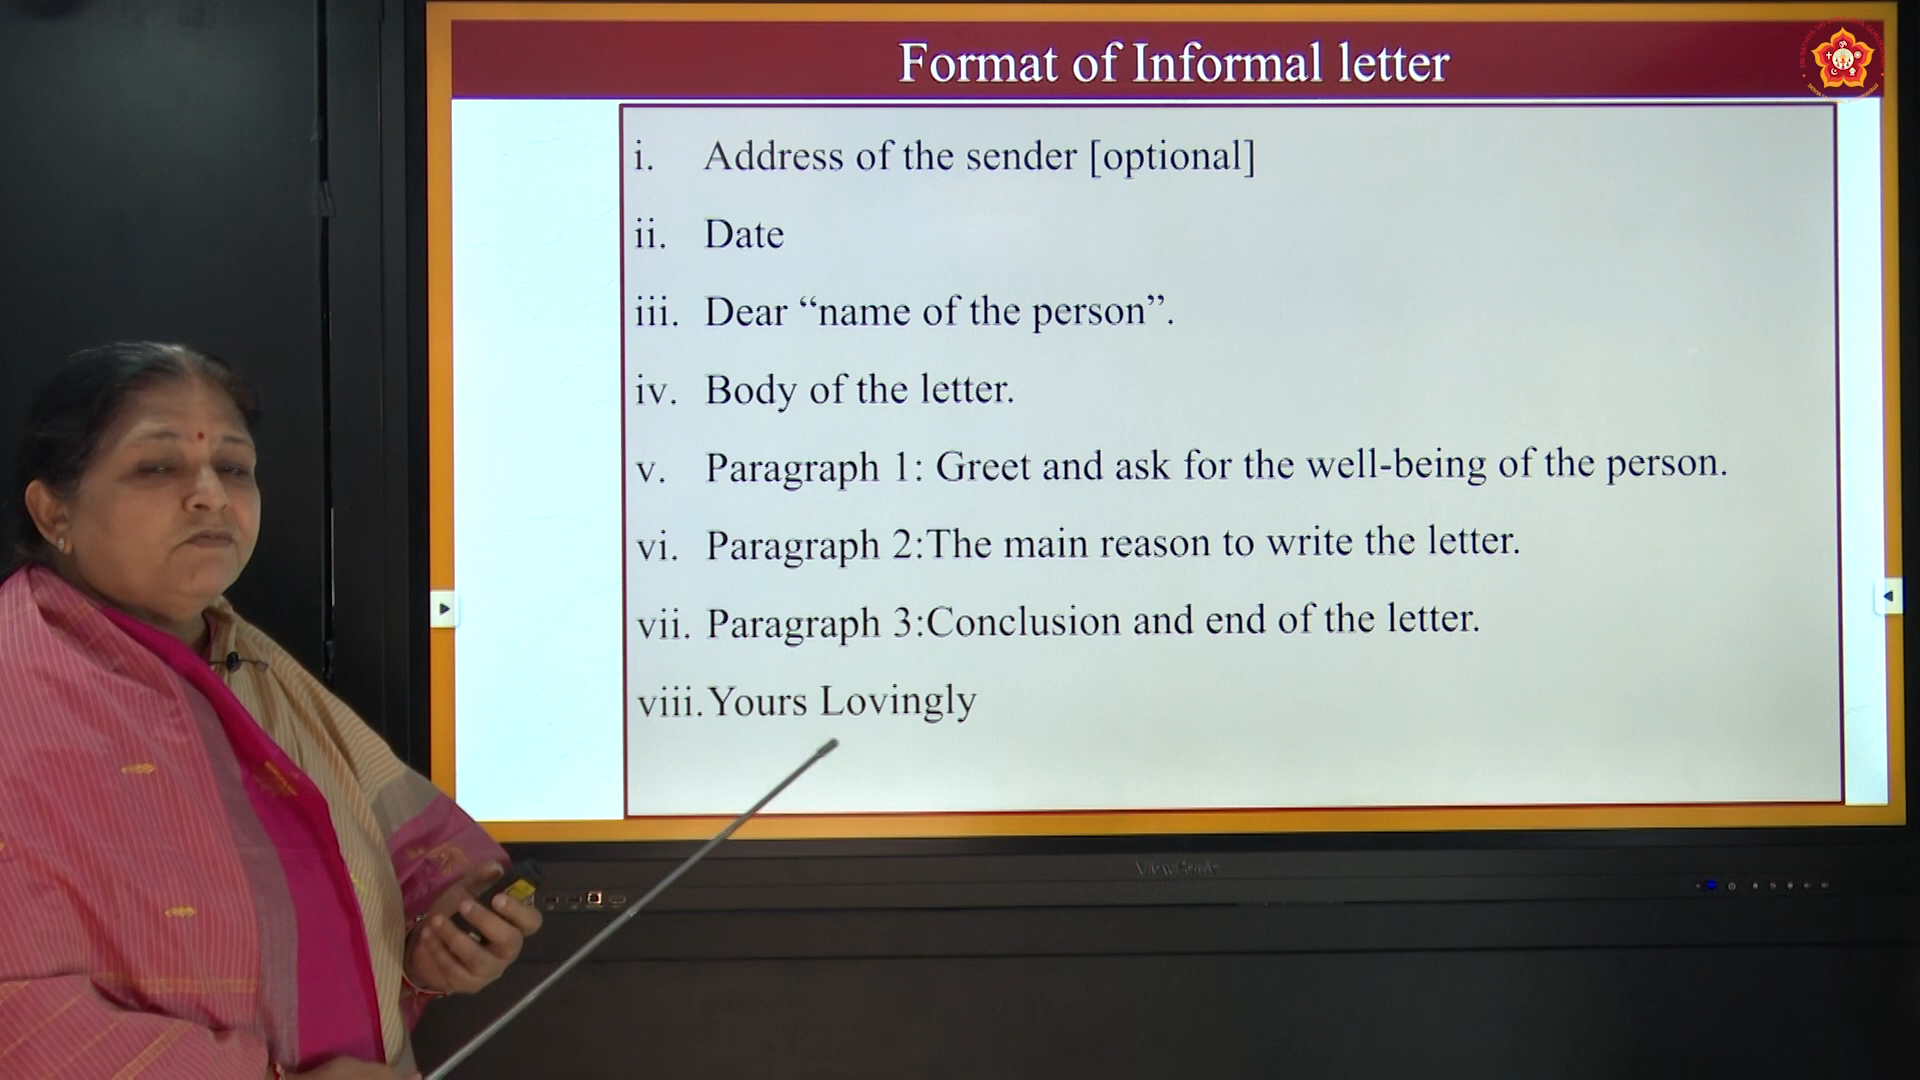 Format of Informal letter
i. Address of the sender [optional]
ii. Date
iii. Dear “name of the person”.
iv. Body of the letter.
v. Paragraph 1: Greet and ask for the well-being of the person.
vi. Paragraph 2:The main reason to write the letter.
vii. Paragraph 3:Conclusion and end of the letter.
viii. Yours Lovingly
ViewSonic